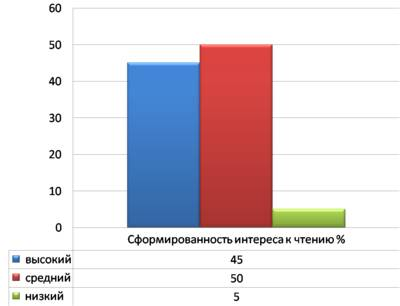 60
50
40
30
20
10
0
Сформированность интереса к чтению %
высокий 45
средний 50
низкий 5